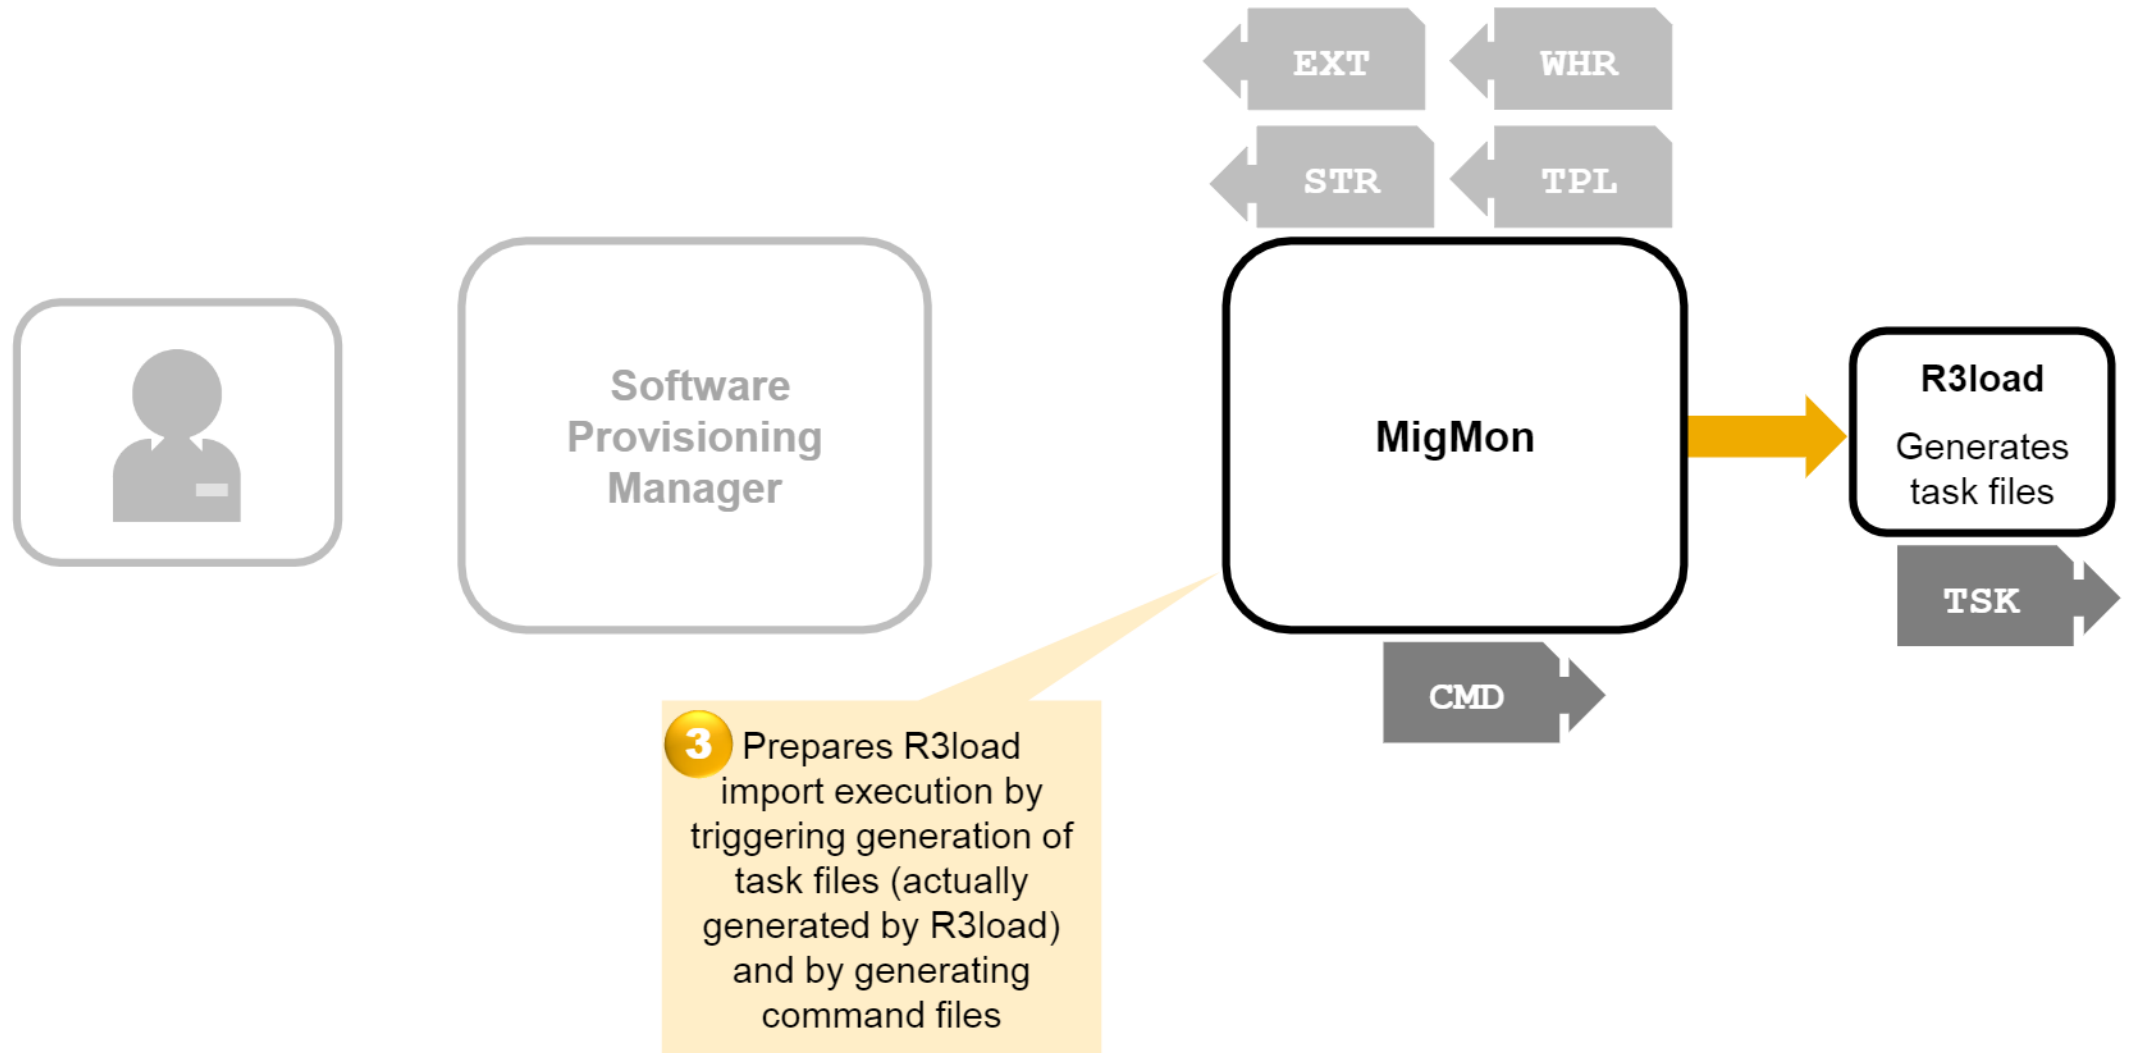 EXT
WHR
STR
TPL
Software
Provisioning
Manager
MigMon
R3load
Generates
task files
TSK
CMD
3
Prepares R3load
import execution by
triggering generation of
task files (actually
generated by R3load)
and by generating
command files